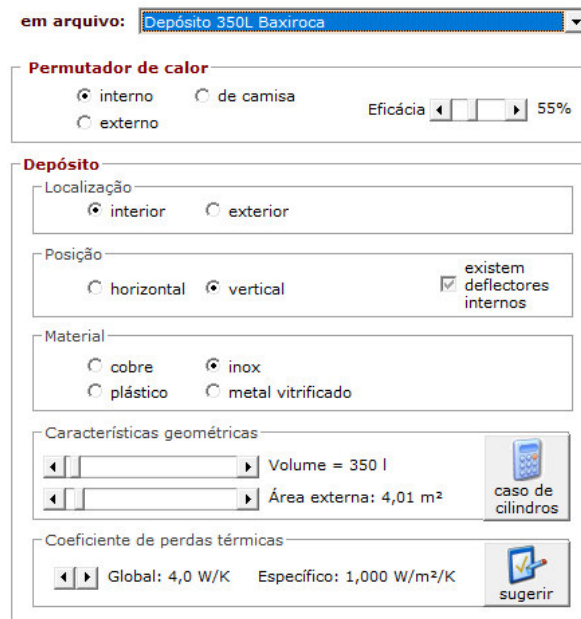 em arquivo: Depósito 350L Baxiroca
Permutador de calor
interno de camisa
externo
Eficácia 55%
Depósito
Localização
interior exterior
Posição
horizontal vertical
existem
deflectores
internos
Material
cobre inox
plástico metal vitrificado
Características geométricas
Volume = 350 l
Área externa: 4,01 m²
caso de
cilindros
Coeficiente de perdas térmicas
Global: 4,0 W/K Específico: 1,000 W/m²/K
sugerir